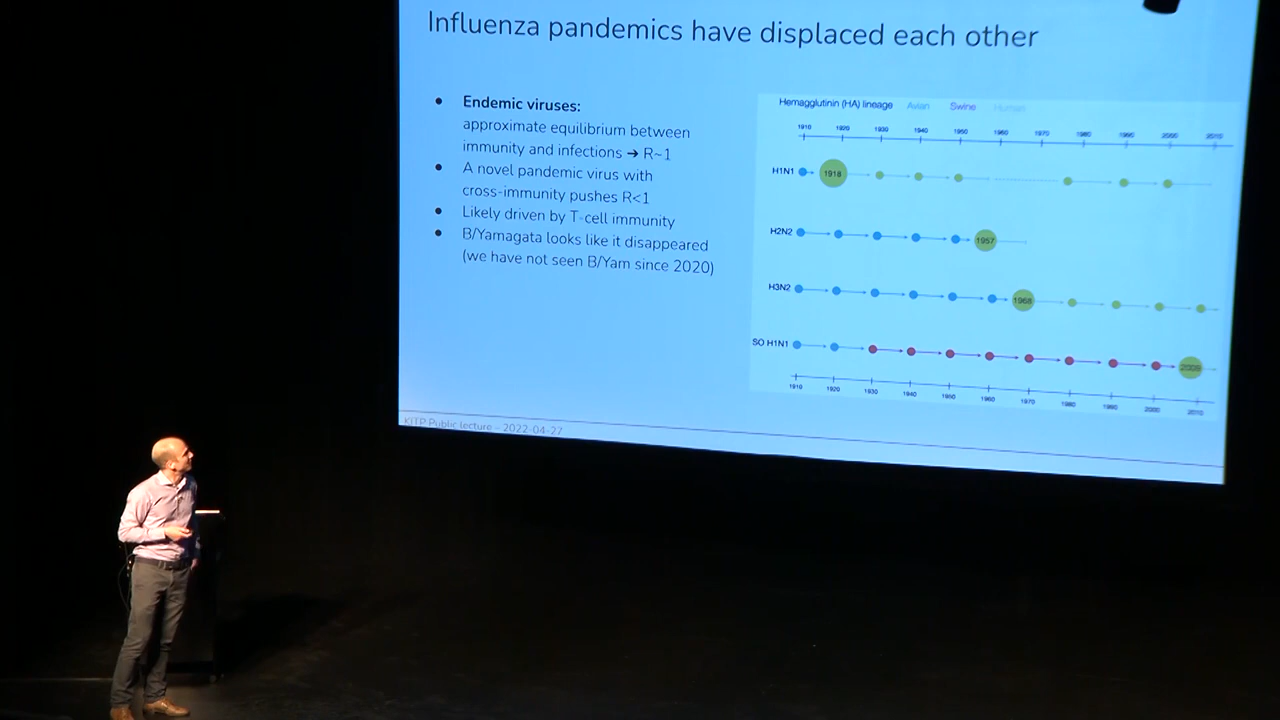 Influenza pandemics have displaced each other
● Endemic viruses:
approximate equilibrium between
immunity and infections ➔ R~1
● A novel pandemic virus with
cross-immunity pushes R<1
● Likely driven by T-cell immunity
● B/Yamagata looks like it disappeared
(we have not seen B/Yam since 2020)
Hemagglutinin (HA) lineage Avian Swine Human
1910 1920 1930 1940 1950 1960 1970 1980 1990 2000 2010
H1N1 1918
H2N2 1957
H3N2 1968
SO H1N1 2009
1910 1920 1930 1940 1950 1960 1970 1980 1990 2000 2010
KITP Public lecture – 2022-04-27